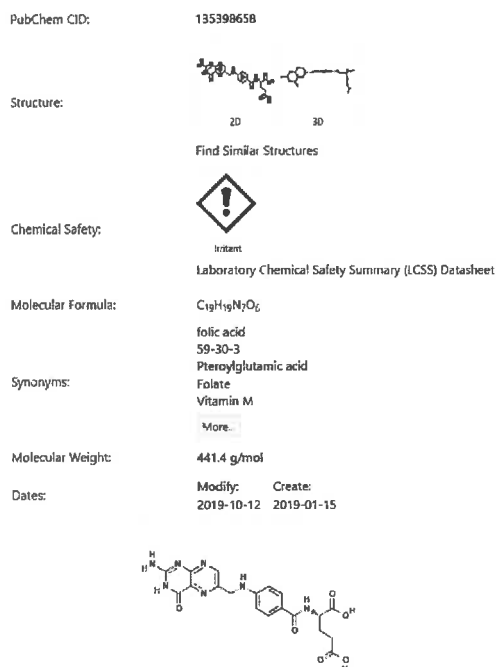 PubChem CID: 135398658
Structure:
2D 3D
Find Similar Structures
Chemical Safety:
Irritant
Laboratory Chemical Safety Summary (LCSS) Datasheet
Molecular Formula: C₁₉H₁₉N₇O₆
Synonyms:
folic acid
59-30-3
Pteroylglutamic acid
Folate
Vitamin M
More...
Molecular Weight: 441.4 g/mol
Dates:
Modify: Create:
2019-10-12 2019-01-15